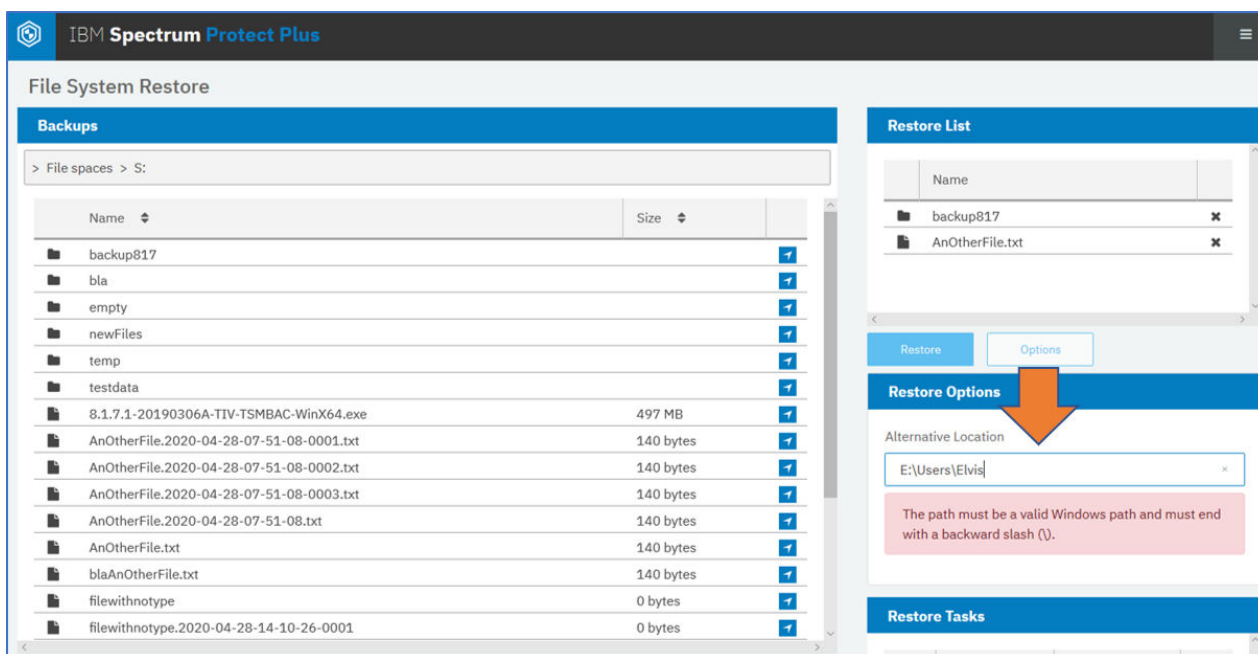 IBM Spectrum Protect Plus
File System Restore
Backups
> File spaces > S:
Name Size
backup817
bla
empty
newFiles
temp
testdata
8.1.7.1-20190306A-TIV-TSMBAC-WinX64.exe 497 MB
AnOtherFile.2020-04-28-07-51-08-0001.txt 140 bytes
AnOtherFile.2020-04-28-07-51-08-0002.txt 140 bytes
AnOtherFile.2020-04-28-07-51-08-0003.txt 140 bytes
AnOtherFile.2020-04-28-07-51-08.txt 140 bytes
AnOtherFile.txt 140 bytes
blaAnOtherFile.txt 140 bytes
filewithnotype 0 bytes
filewithnotype.2020-04-28-14-10-26-0001 0 bytes
Restore List
Name
backup817
AnOtherFile.txt
Restore Options
Restore Options
Alternative Location
E:\Users\Elvis
The path must be a valid Windows path and must end
with a backward slash (\).
Restore Tasks